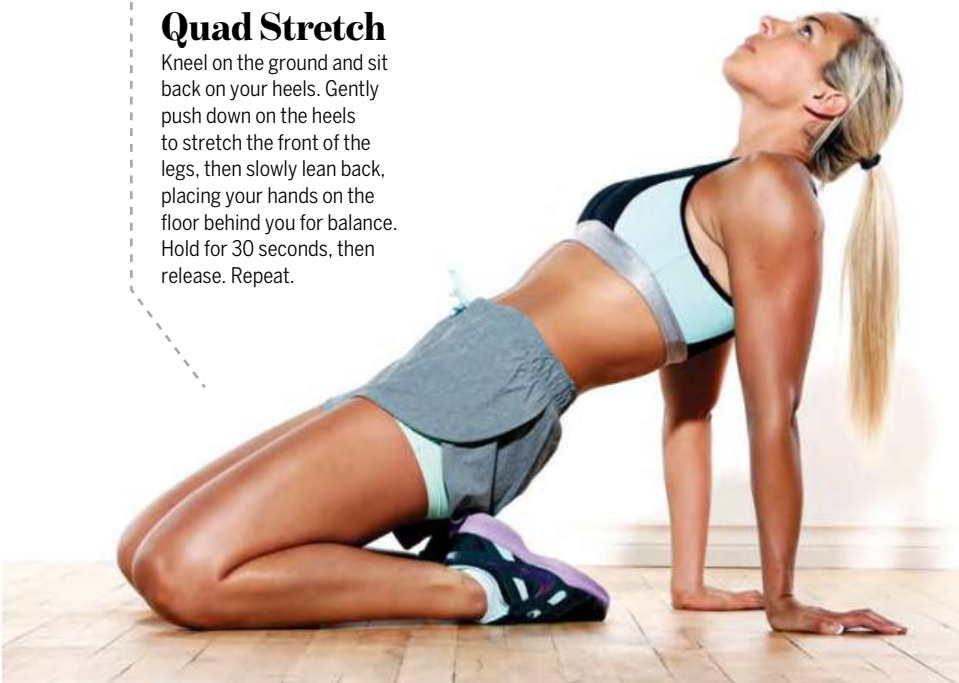 Quad Stretch
Kneel on the ground and sit
back on your heels. Gently
push down on the heels
to stretch the front of the
legs, then slowly lean back,
placing your hands on the
floor behind you for balance.
Hold for 30 seconds, then
release. Repeat.